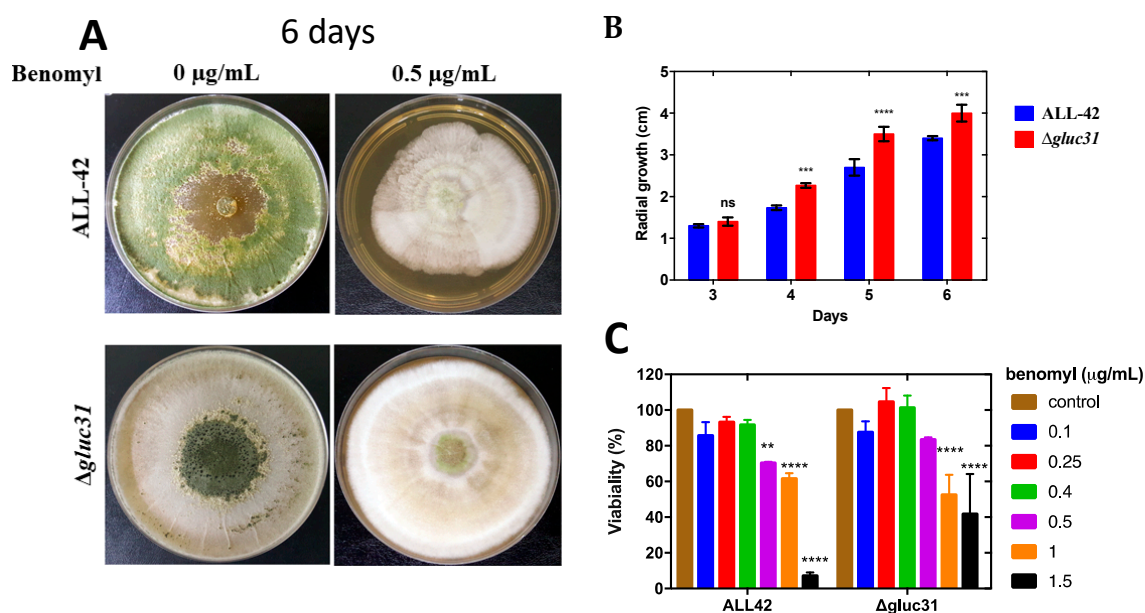 A
6 days
Benomyl
0 μg/mL
0.5 μg/mL
ALL-42
Δgluc31
B
Radial growth (cm)
5
4
3
2
1
0
ns
***
****
***
3
4
5
6
Days
ALL-42
Δgluc31
C
Viabiality (%)
120
100
80
60
40
20
0
**
****
****
****
****
ALL42
Δgluc31
benomyl (μg/mL)
control
0.1
0.25
0.4
0.5
1
1.5